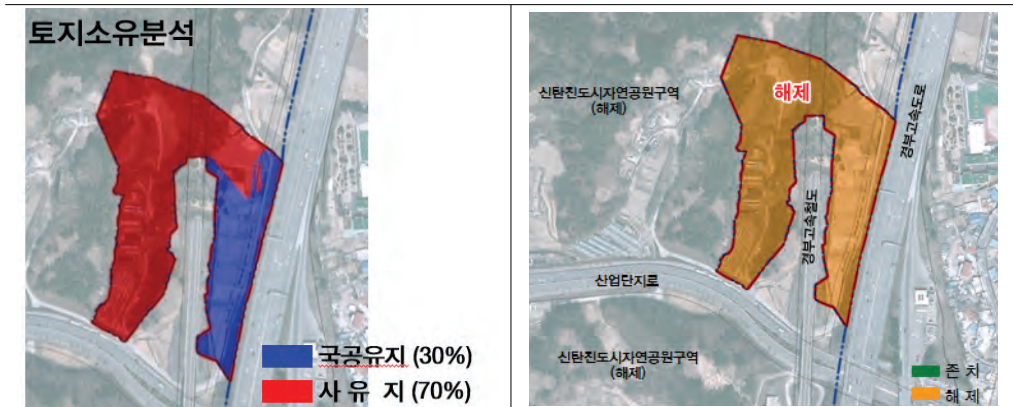 토지소유분석
국공유지 (30%)
사 유 지 (70%)
신탄진도시자연공원구역
(해제)
해제
경부고속도로
경부고속철도
산업단지로
신탄진도시자연공원구역
(해제)
존 치
해 제